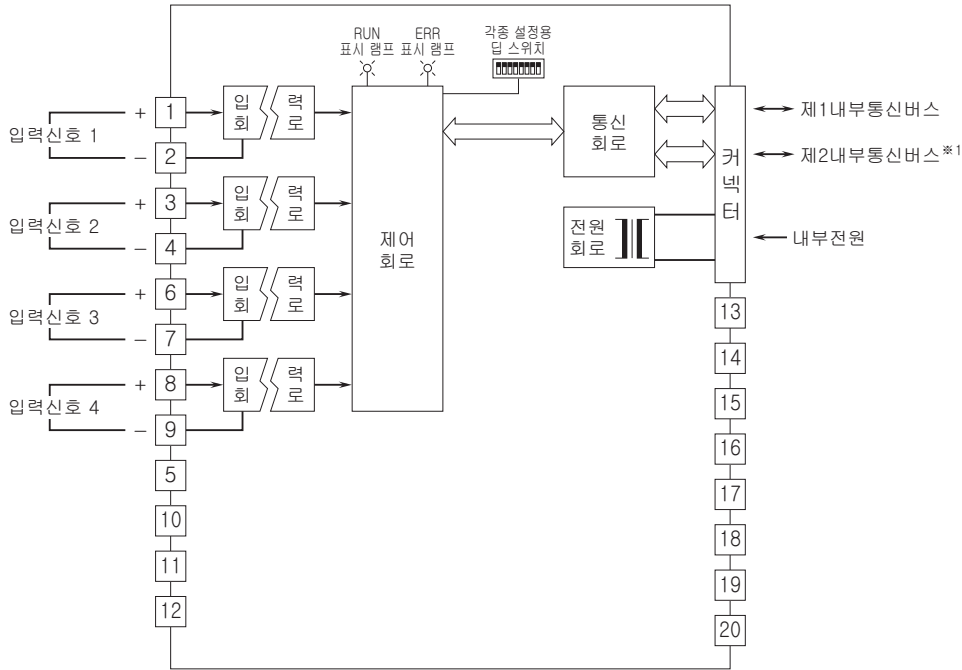 RUN
표시 램프
ERR
표시 램프
각종 설정용
딥 스위치
입력신호 1
+
1
−
2
입 력
회 로
입력신호 2
+
3
−
4
입 력
회 로
입력신호 3
+
6
−
7
입 력
회 로
입력신호 4
+
8
−
9
입 력
회 로
5
10
11
12
제어
회로
통신
회로
전원
회로
커넥터
제1내부통신버스
제2내부통신버스※1
내부전원
13
14
15
16
17
18
19
20